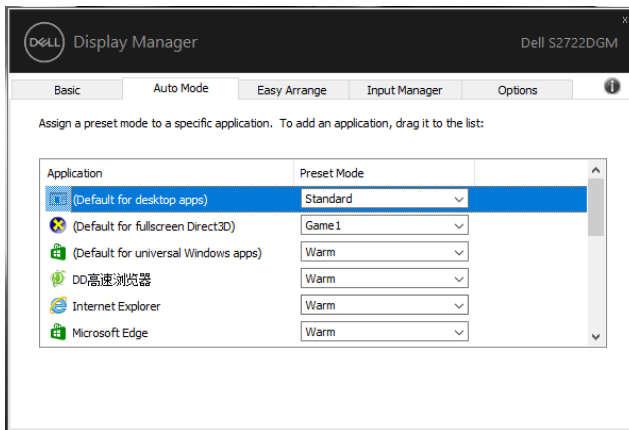 x
DELL Display Manager Dell S2722DGM
Basic Auto Mode Easy Arrange Input Manager Options i
Assign a preset mode to a specific application. To add an application, drag it to the list:
Application Preset Mode
(Default for desktop apps) Standard
(Default for fullscreen Direct3D) Game1
(Default for universal Windows apps) Warm
DD高速浏览器 Warm
Internet Explorer Warm
Microsoft Edge Warm